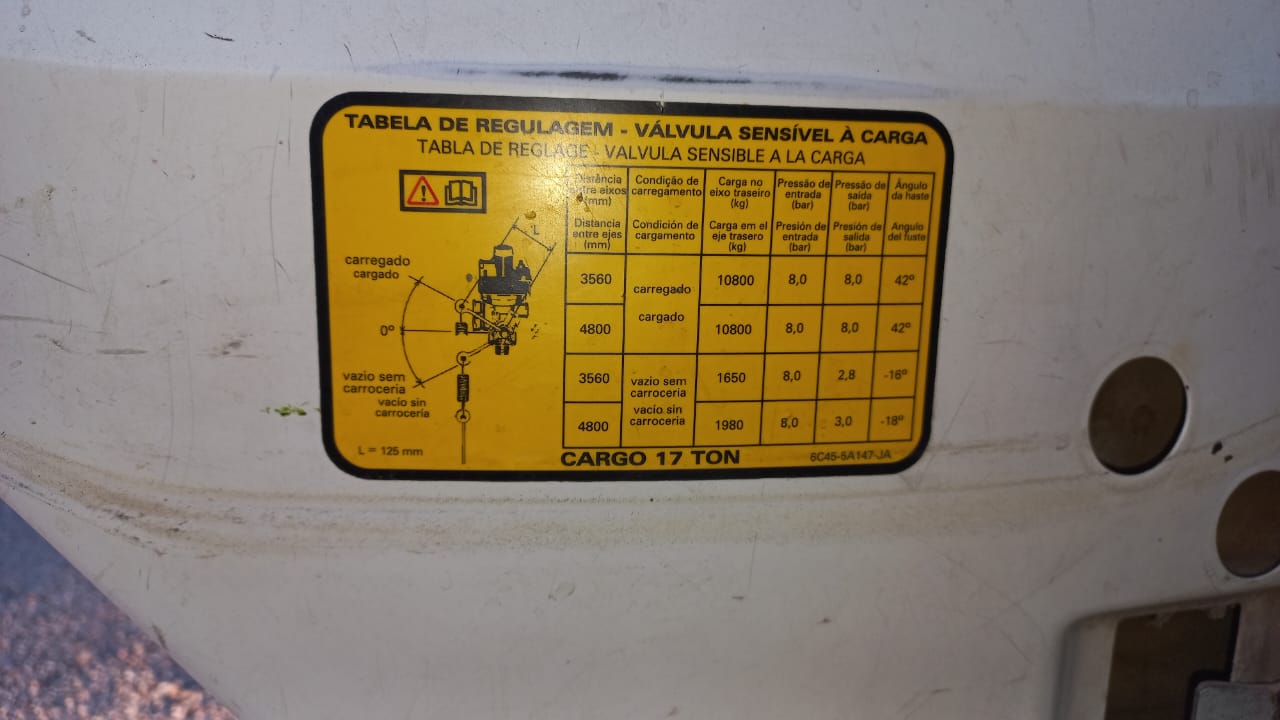 TABELA DE REGULAGEM - VÁLVULA SENSÍVEL À CARGA
TABLA DE REGLAGE - VALVULA SENSIBLE A LA CARGA
Distância entre eixos (mm) Condição de carregamento Carga no eixo traseiro (kg) Pressão de entrada (bar) Pressão de saída (bar) Ângulo da haste
Distancia entre ejes (mm) Condición de cargamento Carga em el eje trasero (kg) Presión de entrada (bar) Presión de salida (bar) Angulo del fuste
3560 carregado 10800 8,0 8,0 42º
4800 cargado 10800 8,0 8,0 42º
3560 vazio sem carroceria 1650 8,0 2,8 -16º
4800 vacío sin carroceria 1980 8,0 3,0 -18º
L
carregado
cargado
0º
vazio sem
carroceria
vacío sin
carroceria
L = 125 mm
CARGO 17 TON
6C45-5A147-JA